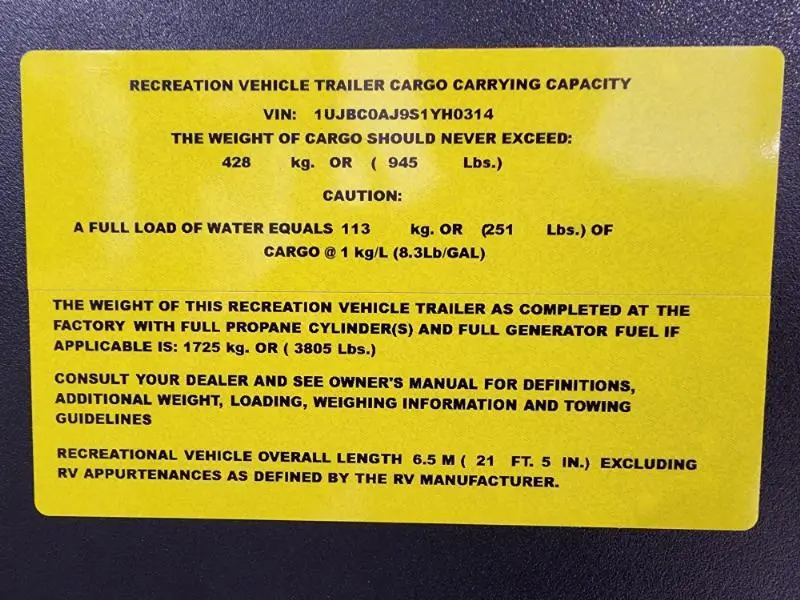 RECREATION VEHICLE TRAILER CARGO CARRYING CAPACITY
VIN: 1UJBC0AJ9S1YH0314
THE WEIGHT OF CARGO SHOULD NEVER EXCEED:
428 kg. OR ( 945 Lbs.)
CAUTION:
A FULL LOAD OF WATER EQUALS 113 kg. OR (251 Lbs.) OF
CARGO @ 1 kg/L (8.3Lb/GAL)
THE WEIGHT OF THIS RECREATION VEHICLE TRAILER AS COMPLETED AT THE
FACTORY WITH FULL PROPANE CYLINDER(S) AND FULL GENERATOR FUEL IF
APPLICABLE IS: 1725 kg. OR ( 3805 Lbs.)
CONSULT YOUR DEALER AND SEE OWNER'S MANUAL FOR DEFINITIONS,
ADDITIONAL WEIGHT, LOADING, WEIGHING INFORMATION AND TOWING
GUIDELINES
RECREATIONAL VEHICLE OVERALL LENGTH 6.5 M ( 21 FT. 5 IN.) EXCLUDING
RV APPURTENANCES AS DEFINED BY THE RV MANUFACTURER.